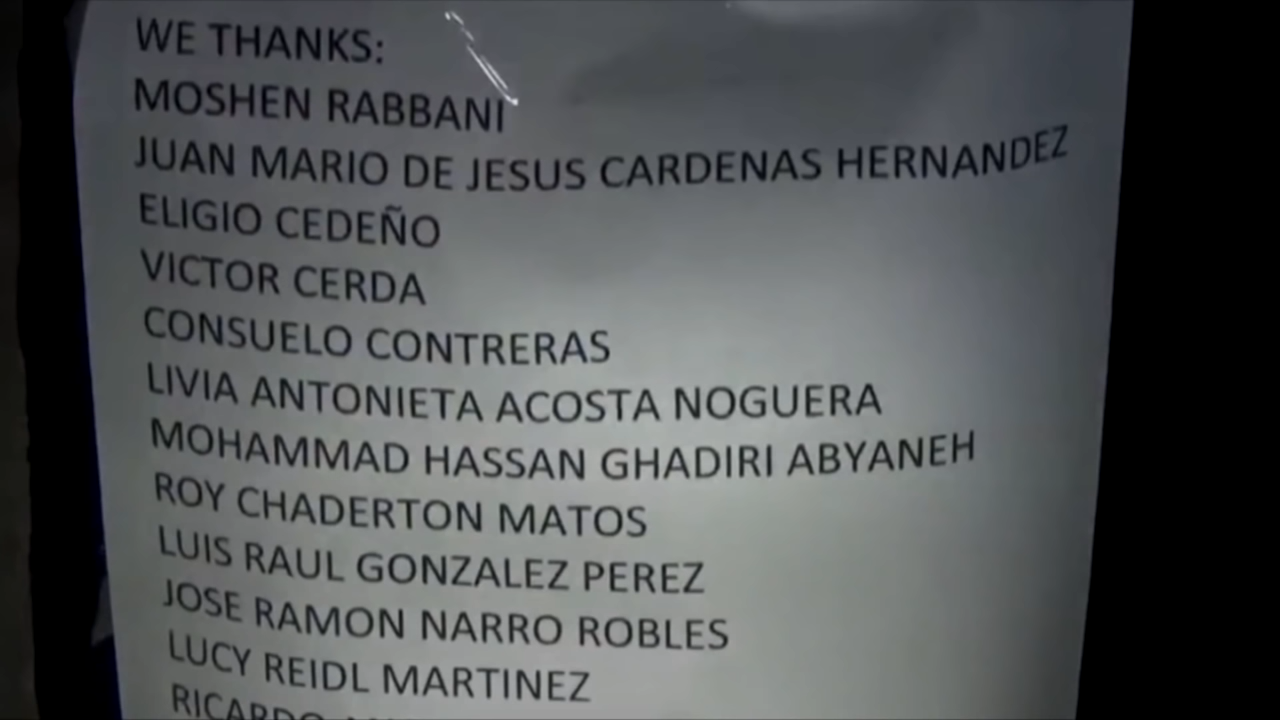 WE THANKS:
MOSHEN RABBANI
JUAN MARIO DE JESUS CARDENAS HERNANDEZ
ELIGIO CEDEÑO
VICTOR CERDA
CONSUELO CONTRERAS
LIVIA ANTONIETA ACOSTA NOGUERA
MOHAMMAD HASSAN GHADIRI ABYANEH
ROY CHADERTON MATOS
LUIS RAUL GONZALEZ PEREZ
JOSE RAMON NARRO ROBLES
LUCY REIDL MARTINEZ
RICARDO